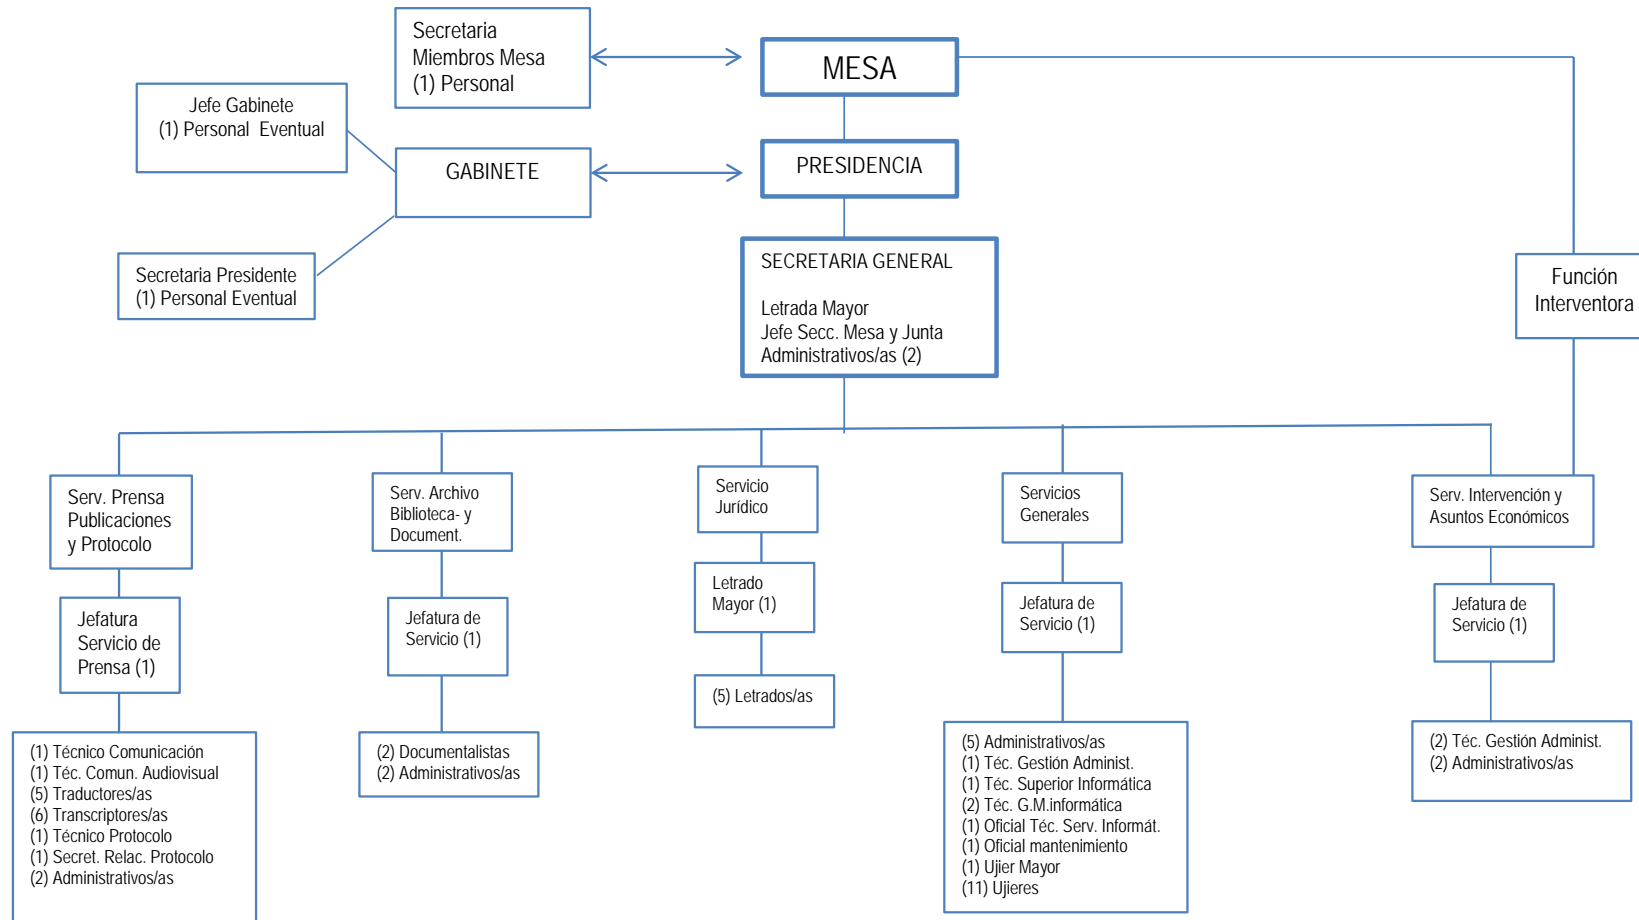 Secretaria
Miembros Mesa
(1) Personal
MESA
Jefe Gabinete
(1) Personal Eventual
GABINETE
PRESIDENCIA
Secretaria Presidente
(1) Personal Eventual
SECRETARIA GENERAL
Letrada Mayor
Jefe Secc. Mesa y Junta
Administrativos/as (2)
Función
Interventora
Serv. Prensa
Publicaciones
y Protocolo
Serv. Archivo
Biblioteca- y
Document.
Servicio
Jurídico
Servicios
Generales
Serv. Intervención y
Asuntos Económicos
Jefatura
Servicio de
Prensa (1)
Jefatura de
Servicio (1)
Letrado
Mayor (1)
Jefatura de
Servicio (1)
Jefatura de
Servicio (1)
(1) Técnico Comunicación
(1) Téc. Comun. Audiovisual
(5) Traductores/as
(6) Transcriptores/as
(1) Técnico Protocolo
(1) Secret. Relac. Protocolo
(2) Administrativos/as
(2) Documentalistas
(2) Administrativos/as
(5) Letrados/as
(5) Administrativos/as
(1) Téc. Gestión Administ.
(1) Téc. Superior Informática
(2) Téc. G.M.informática
(1) Oficial Téc. Serv. Informát.
(1) Oficial mantenimiento
(1) Ujier Mayor
(11) Ujieres
(2) Téc. Gestión Administ.
(2) Administrativos/as